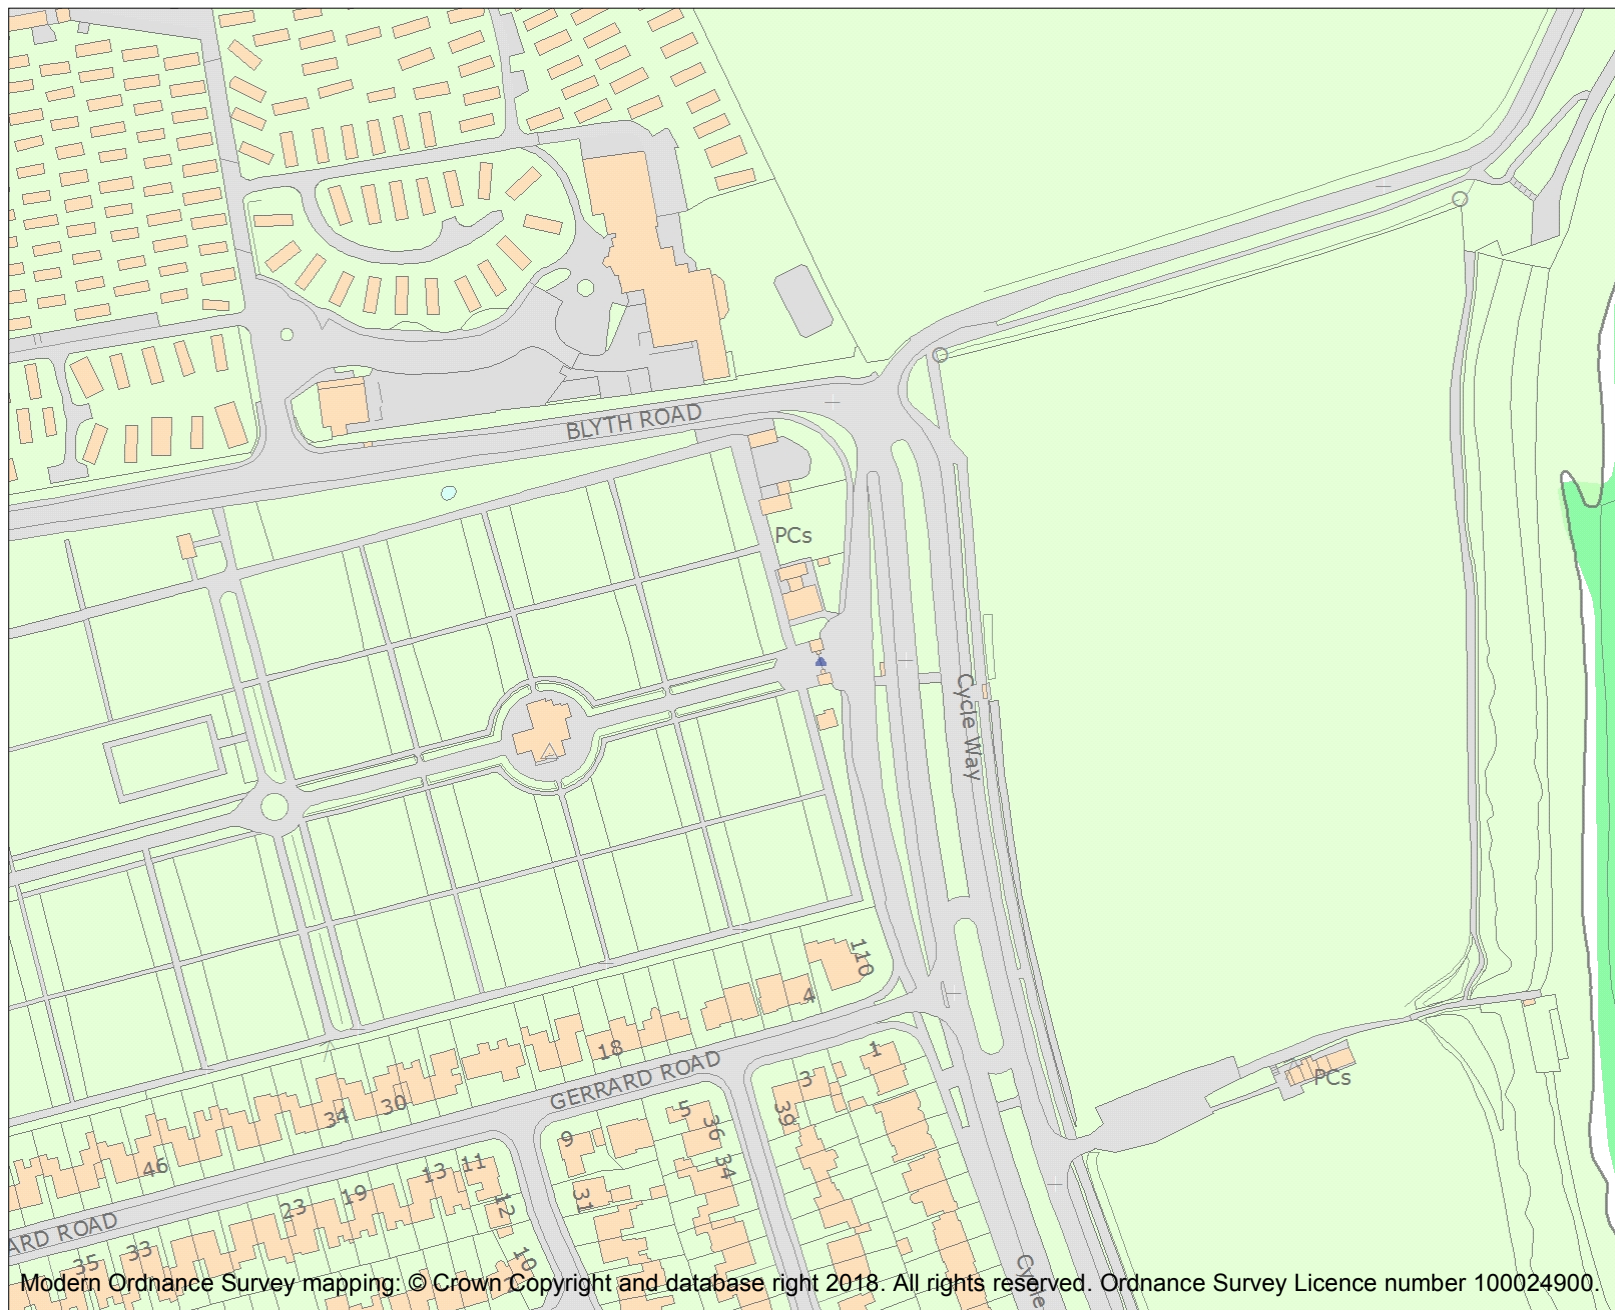 BLYTH ROAD
PCs
Cycle Way
110
4
18
GERRARD ROAD
1
3
PCs
34
30
39
5
36
9
46
34
13
11
31
12
23
19
ARD ROAD
33
35
10
Cycle
Modern Ordnance Survey mapping: © Crown Copyright and database right 2018. All rights reserved. Ordnance Survey Licence number 100024900.